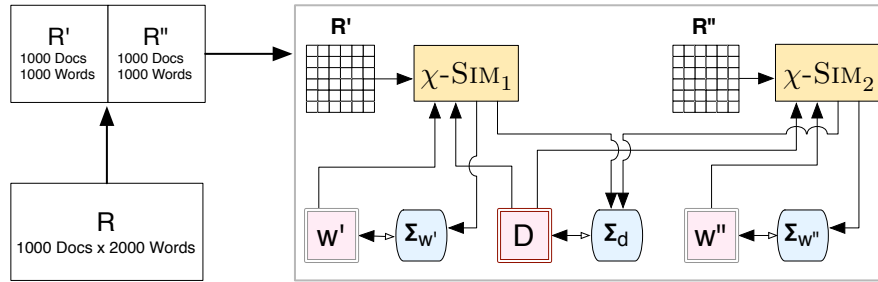 R'
1000 Docs
1000 Words
R"
1000 Docs
1000 Words
R
1000 Docs x 2000 Words
R'
χ-SIM₁
R"
χ-SIM₂
w'
Σw'
D
Σd
w"
Σw"